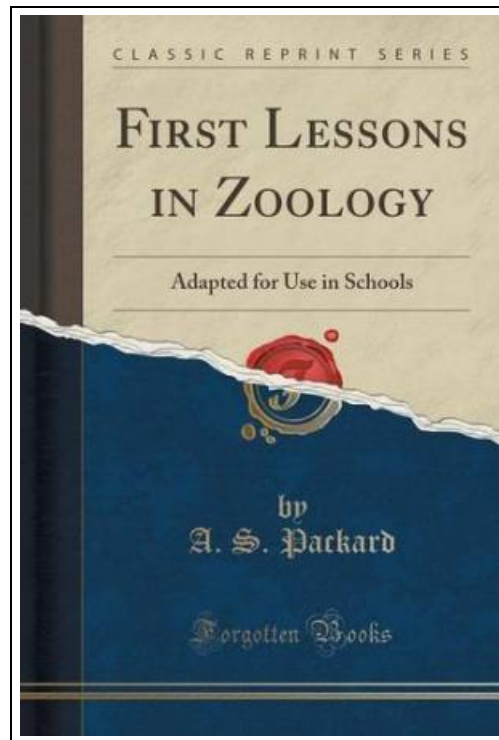 CLASSIC REPRINT SERIES
FIRST LESSONS
IN ZOOLOGY
Adapted for Use in Schools
F
by
A. S. Packard
Forgotten Books